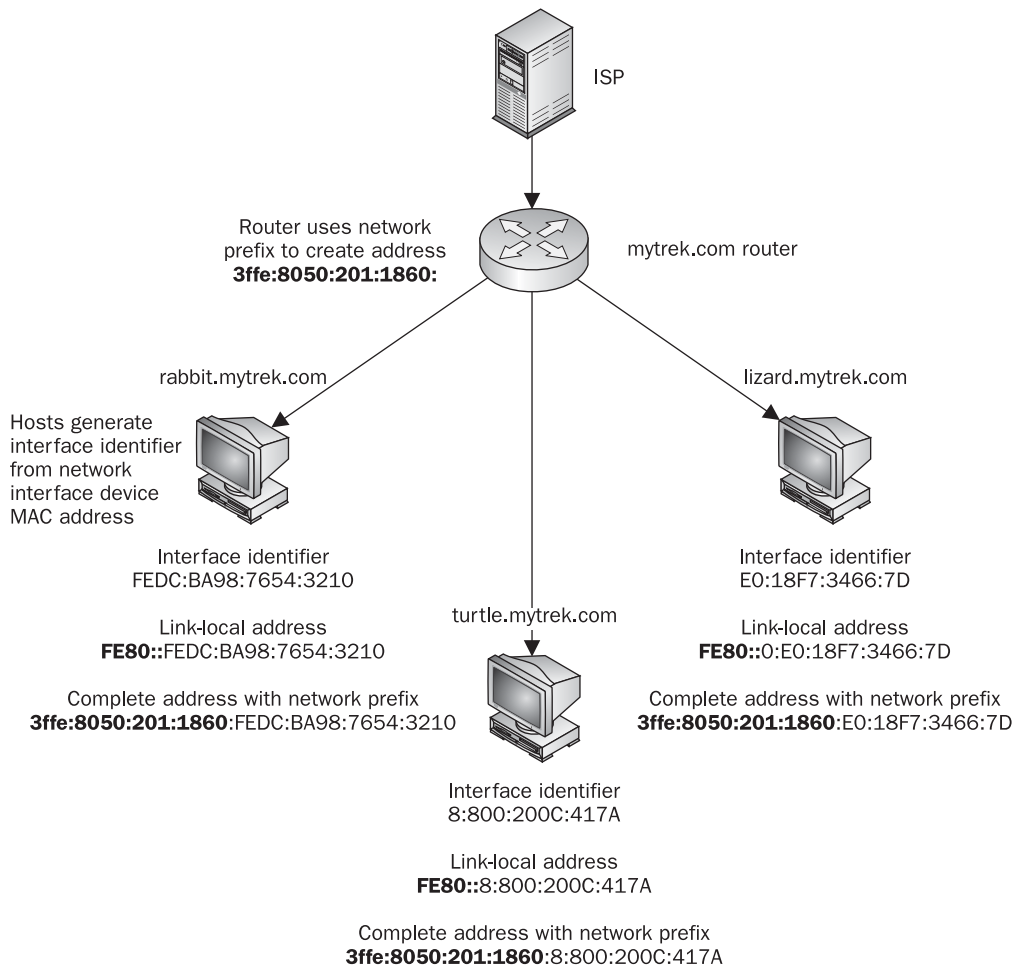 ISP
Router uses network
prefix to create address
3ffe:8050:201:1860:
mytrek.com router
rabbit.mytrek.com
lizard.mytrek.com
Hosts generate
interface identifier
from network
interface device
MAC address
Interface identifier
FEDC:BA98:7654:3210
Link-local address
FE80::FEDC:BA98:7654:3210
Complete address with network prefix
3ffe:8050:201:1860:FEDC:BA98:7654:3210
Interface identifier
E0:18F7:3466:7D
Link-local address
FE80::0:E0:18F7:3466:7D
Complete address with network prefix
3ffe:8050:201:1860:E0:18F7:3466:7D
turtle.mytrek.com
Interface identifier
8:800:200C:417A
Link-local address
FE80::8:800:200C:417A
Complete address with network prefix
3ffe:8050:201:1860:8:800:200C:417A